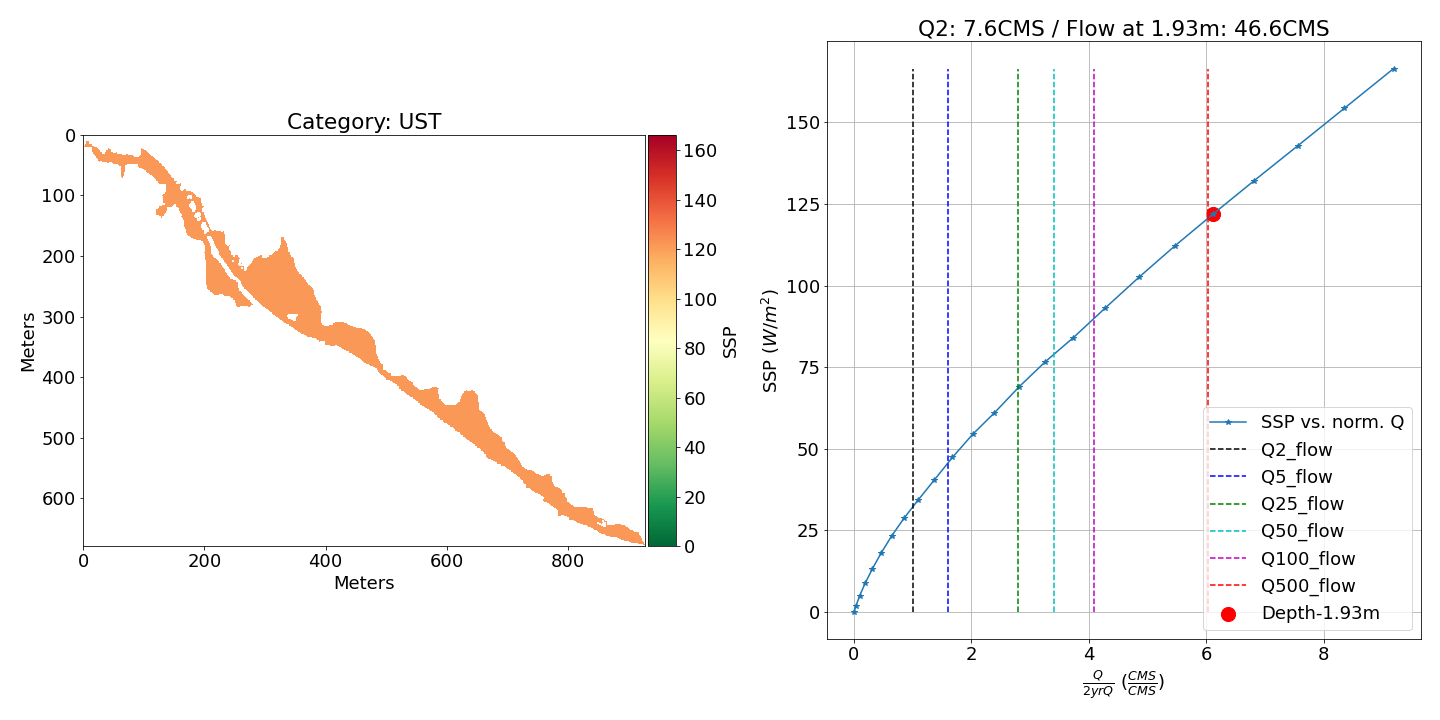 Category: UST
0
100
200
300
400
500
600
Meters
0
200
400
600
800
Meters
160
140
120
100
80
60
40
20
0
SSP
Q2: 7.6CMS / Flow at 1.93m: 46.6CMS
150
125
100
75
50
25
0
SSP (W/m²)
0
2
4
6
8
Q/2yrQ (CMS/CMS)
SSP vs. norm. Q
Q2_flow
Q5_flow
Q25_flow
Q50_flow
Q100_flow
Q500_flow
Depth-1.93m